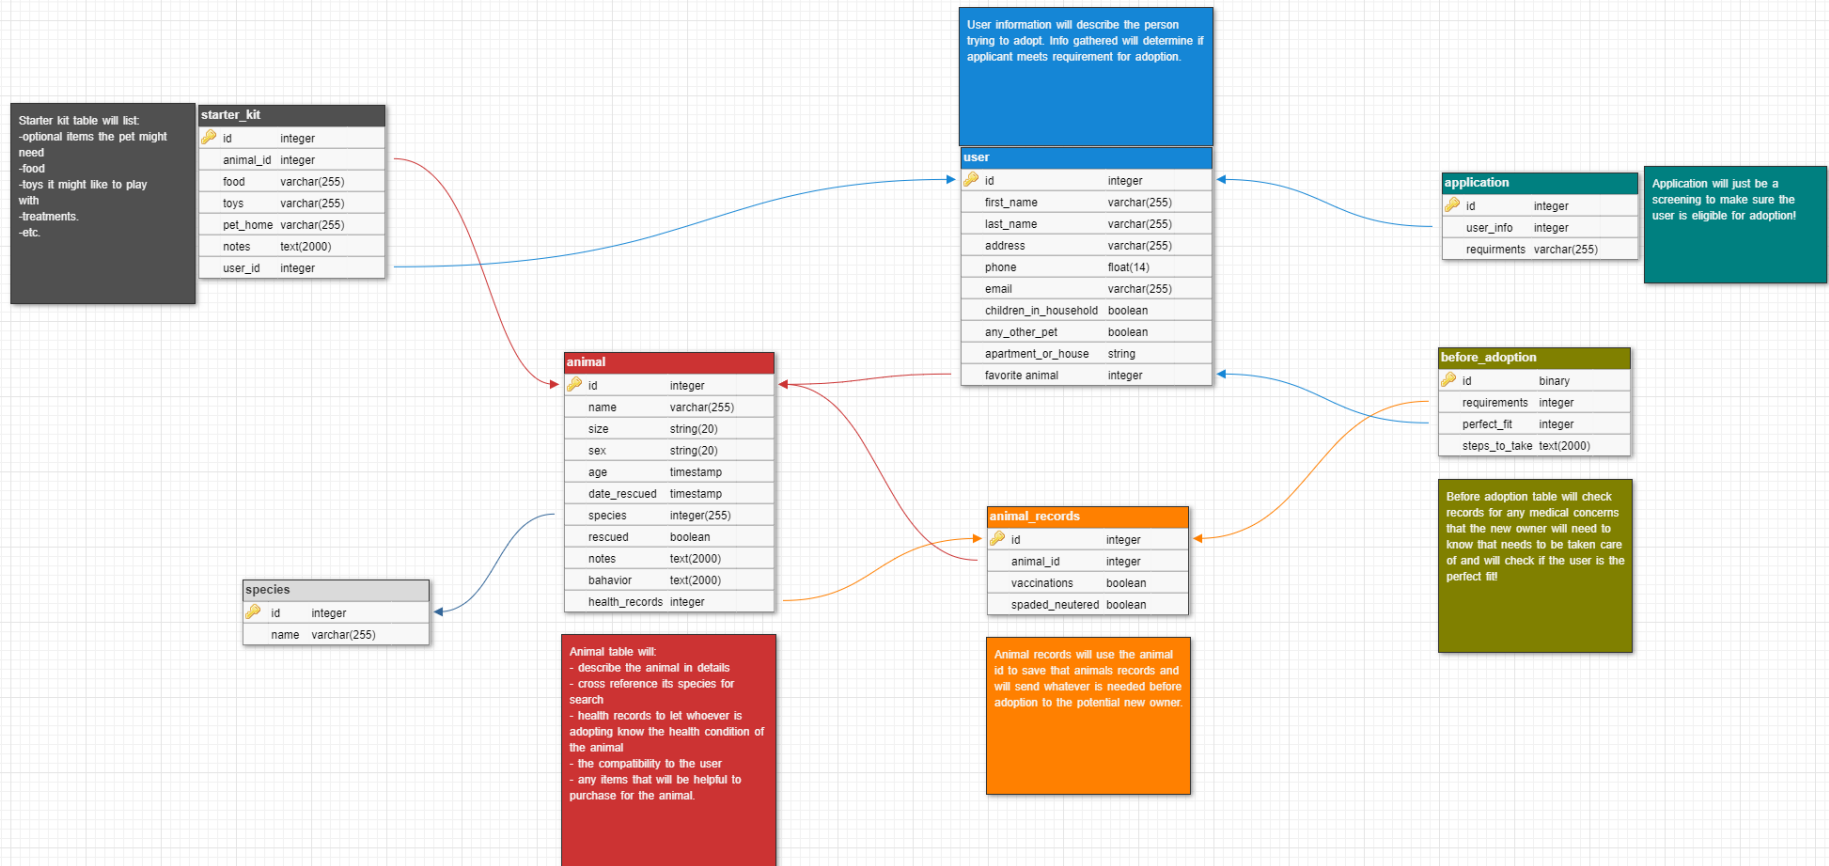 User information will describe the person
trying to adopt. Info gathered will determine if
applicant meets requirement for adoption.
Starter kit table will list:
-optional items the pet might
need
-food
-toys it might like to play
with
-treatments.
-etc.
starter_kit
id integer
animal_id integer
food varchar(255)
toys varchar(255)
pet_home varchar(255)
notes text(2000)
user_id integer
user
id integer
first_name varchar(255)
last_name varchar(255)
address varchar(255)
phone float(14)
email varchar(255)
children_in_household boolean
any_other_pet boolean
apartment_or_house string
favorite animal integer
application
id integer
user_info integer
requirments varchar(255)
Application will just be a
screening to make sure the
user is eligible for adoption!
animal
id integer
name varchar(255)
size string(20)
sex string(20)
age timestamp
date_rescued timestamp
species integer(255)
rescued boolean
notes text(2000)
bahavior text(2000)
health_records integer
before_adoption
id binary
requirements integer
perfect_fit integer
steps_to_take text(2000)
Before adoption table will check
records for any medical concerns
that the new owner will need to
know that needs to be taken care
of and will check if the user is the
perfect fit!
animal_records
id integer
animal_id integer
vaccinations boolean
spaded_neutered boolean
species
id integer
name varchar(255)
Animal table will:
- describe the animal in details
- cross reference its species for
search
- health records to let whoever is
adopting know the health condition of
the animal
- the compatibility to the user
- any items that will be helpful to
purchase for the animal.
Animal records will use the animal
id to save that animals records and
will send whatever is needed before
adoption to the potential new owner.